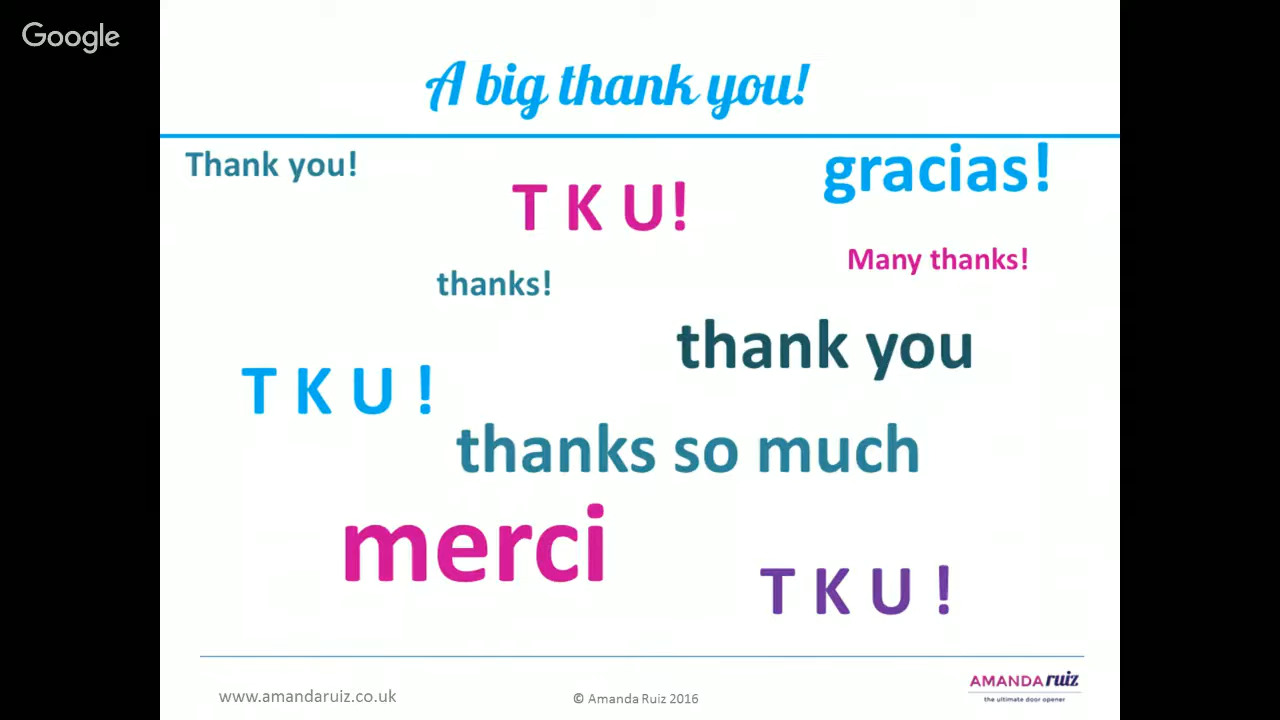 Google
A big thank you!
Thank you!
gracias!
T K U!
Many thanks!
thanks!
thank you
T K U !
thanks so much
merci
T K U !
www.amandaruiz.co.uk
© Amanda Ruiz 2016
AMANDA ruiz
the ultimate door opener